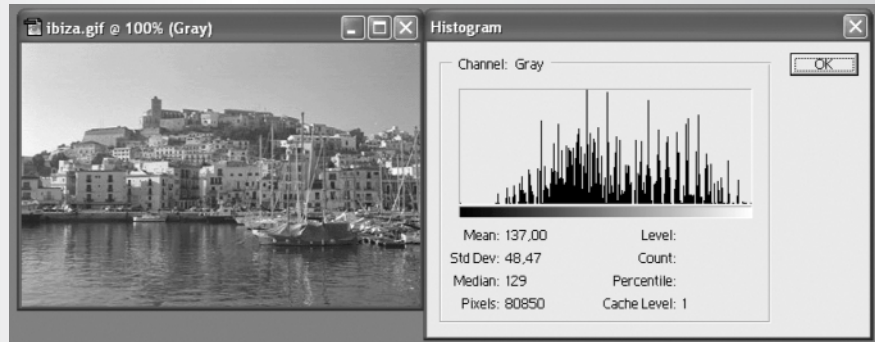 ibiza.gif @ 100% (Gray)
Histogram
Channel: Gray
OK
Mean: 137,00
Level:
Std Dev: 48,47
Count:
Median: 129
Percentile:
Pixels: 80850
Cache Level: 1